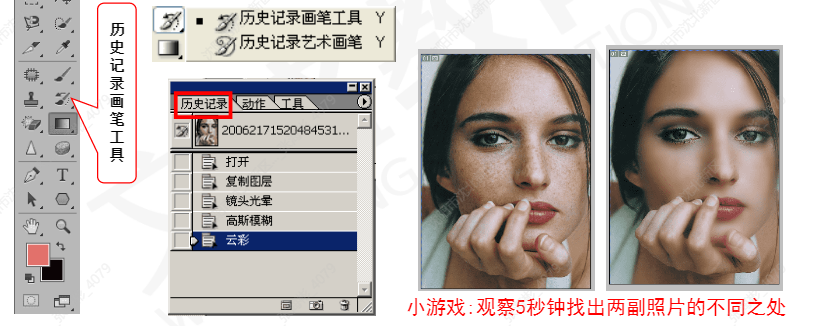 历史记录画笔工具
历史记录画笔工具 Y
历史记录艺术画笔 Y
历史记录 动作 工具
20062171520484531...
打开
复制图层
镜头光晕
高斯模糊
云彩
小游戏:观察5秒钟找出两副照片的不同之处